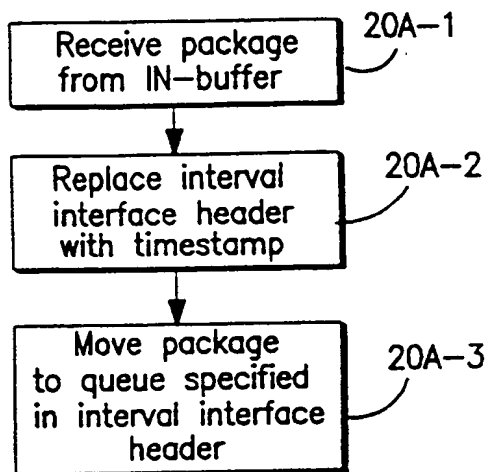 Receive package
from IN-buffer
20A-1
Replace interval
interface header
with timestamp
20A-2
Move package
to queue specified
in interval interface
header
20A-3